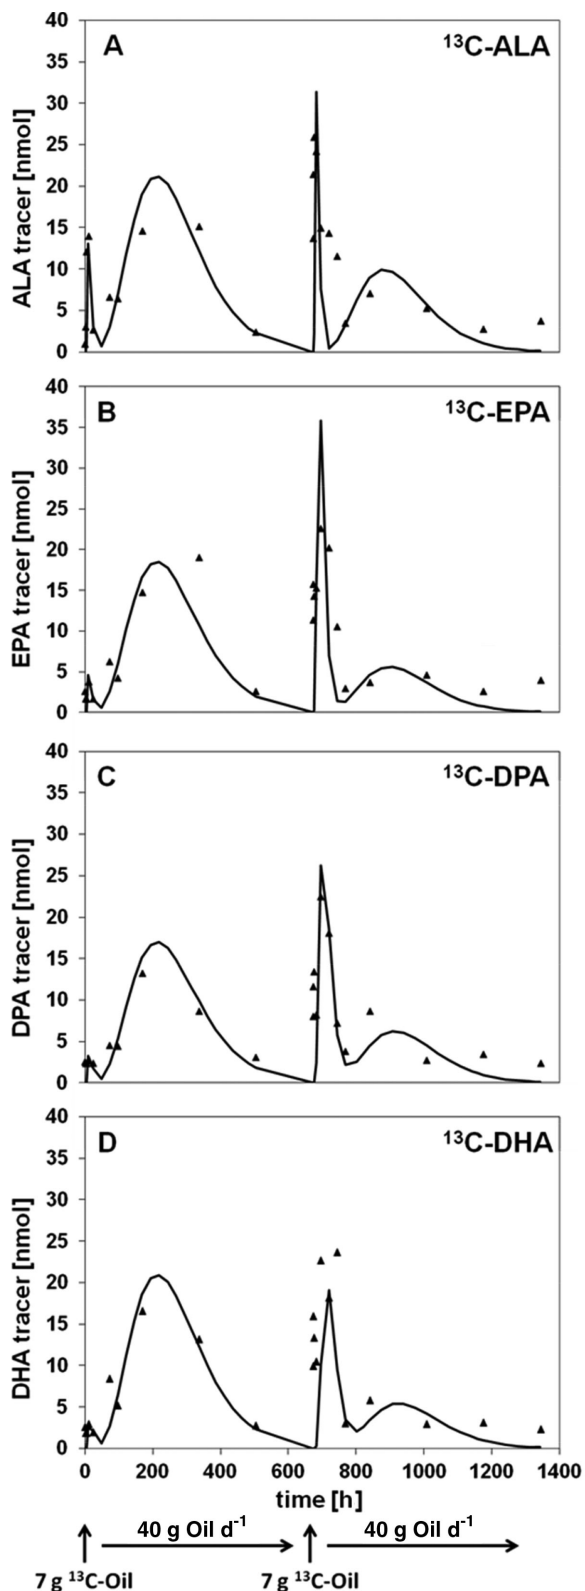 A
¹³C-ALA
ALA tracer [nmol]
40
35
30
25
20
15
10
5
0
B
¹³C-EPA
EPA tracer [nmol]
40
35
30
25
20
15
10
5
0
C
¹³C-DPA
DPA tracer [nmol]
40
35
30
25
20
15
10
5
0
D
¹³C-DHA
DHA tracer [nmol]
40
35
30
25
20
15
10
5
0
0 200 400 600 800 1000 1200 1400
time [h]
40 g Oil d⁻¹ 40 g Oil d⁻¹
7 g ¹³C-Oil 7 g ¹³C-Oil